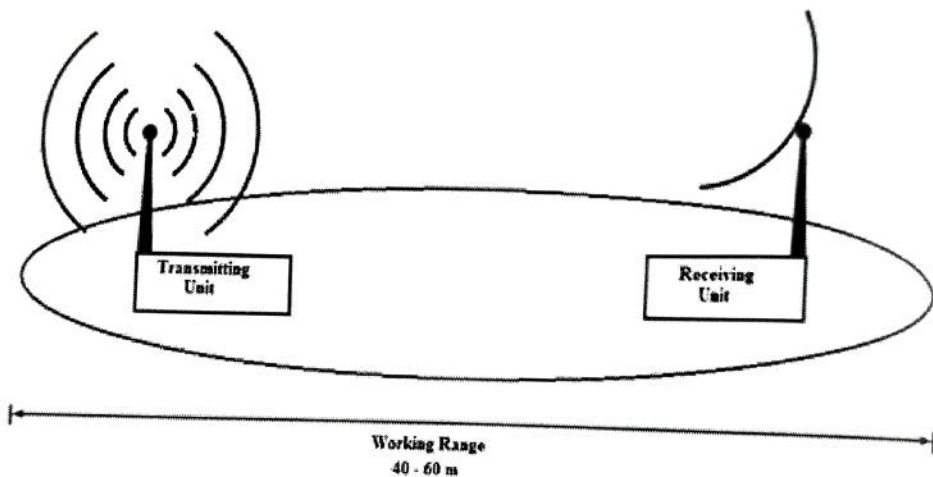 Transmitting
Unit
Receiving
Unit
Working Range
40 - 60 m